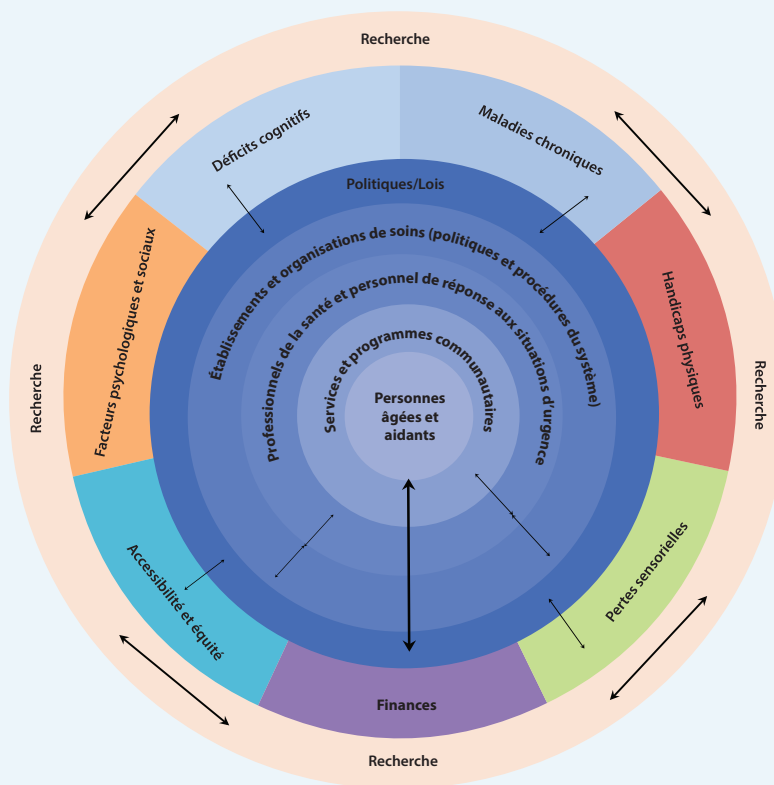 Recherche
Déficits cognitifs
Maladies chroniques
Politiques/Lois
Établissements et organisations de soins (politiques et procédures du système)
Professionnels de la santé et personnel de réponse aux situations d'urgence
Services et programmes communautaires
Personnes
âgées et
aidants
Facteurs psychologiques et sociaux
Handicaps physiques
Recherche
Recherche
Accessibilité et équité
Pertes sensorielles
Finances
Recherche